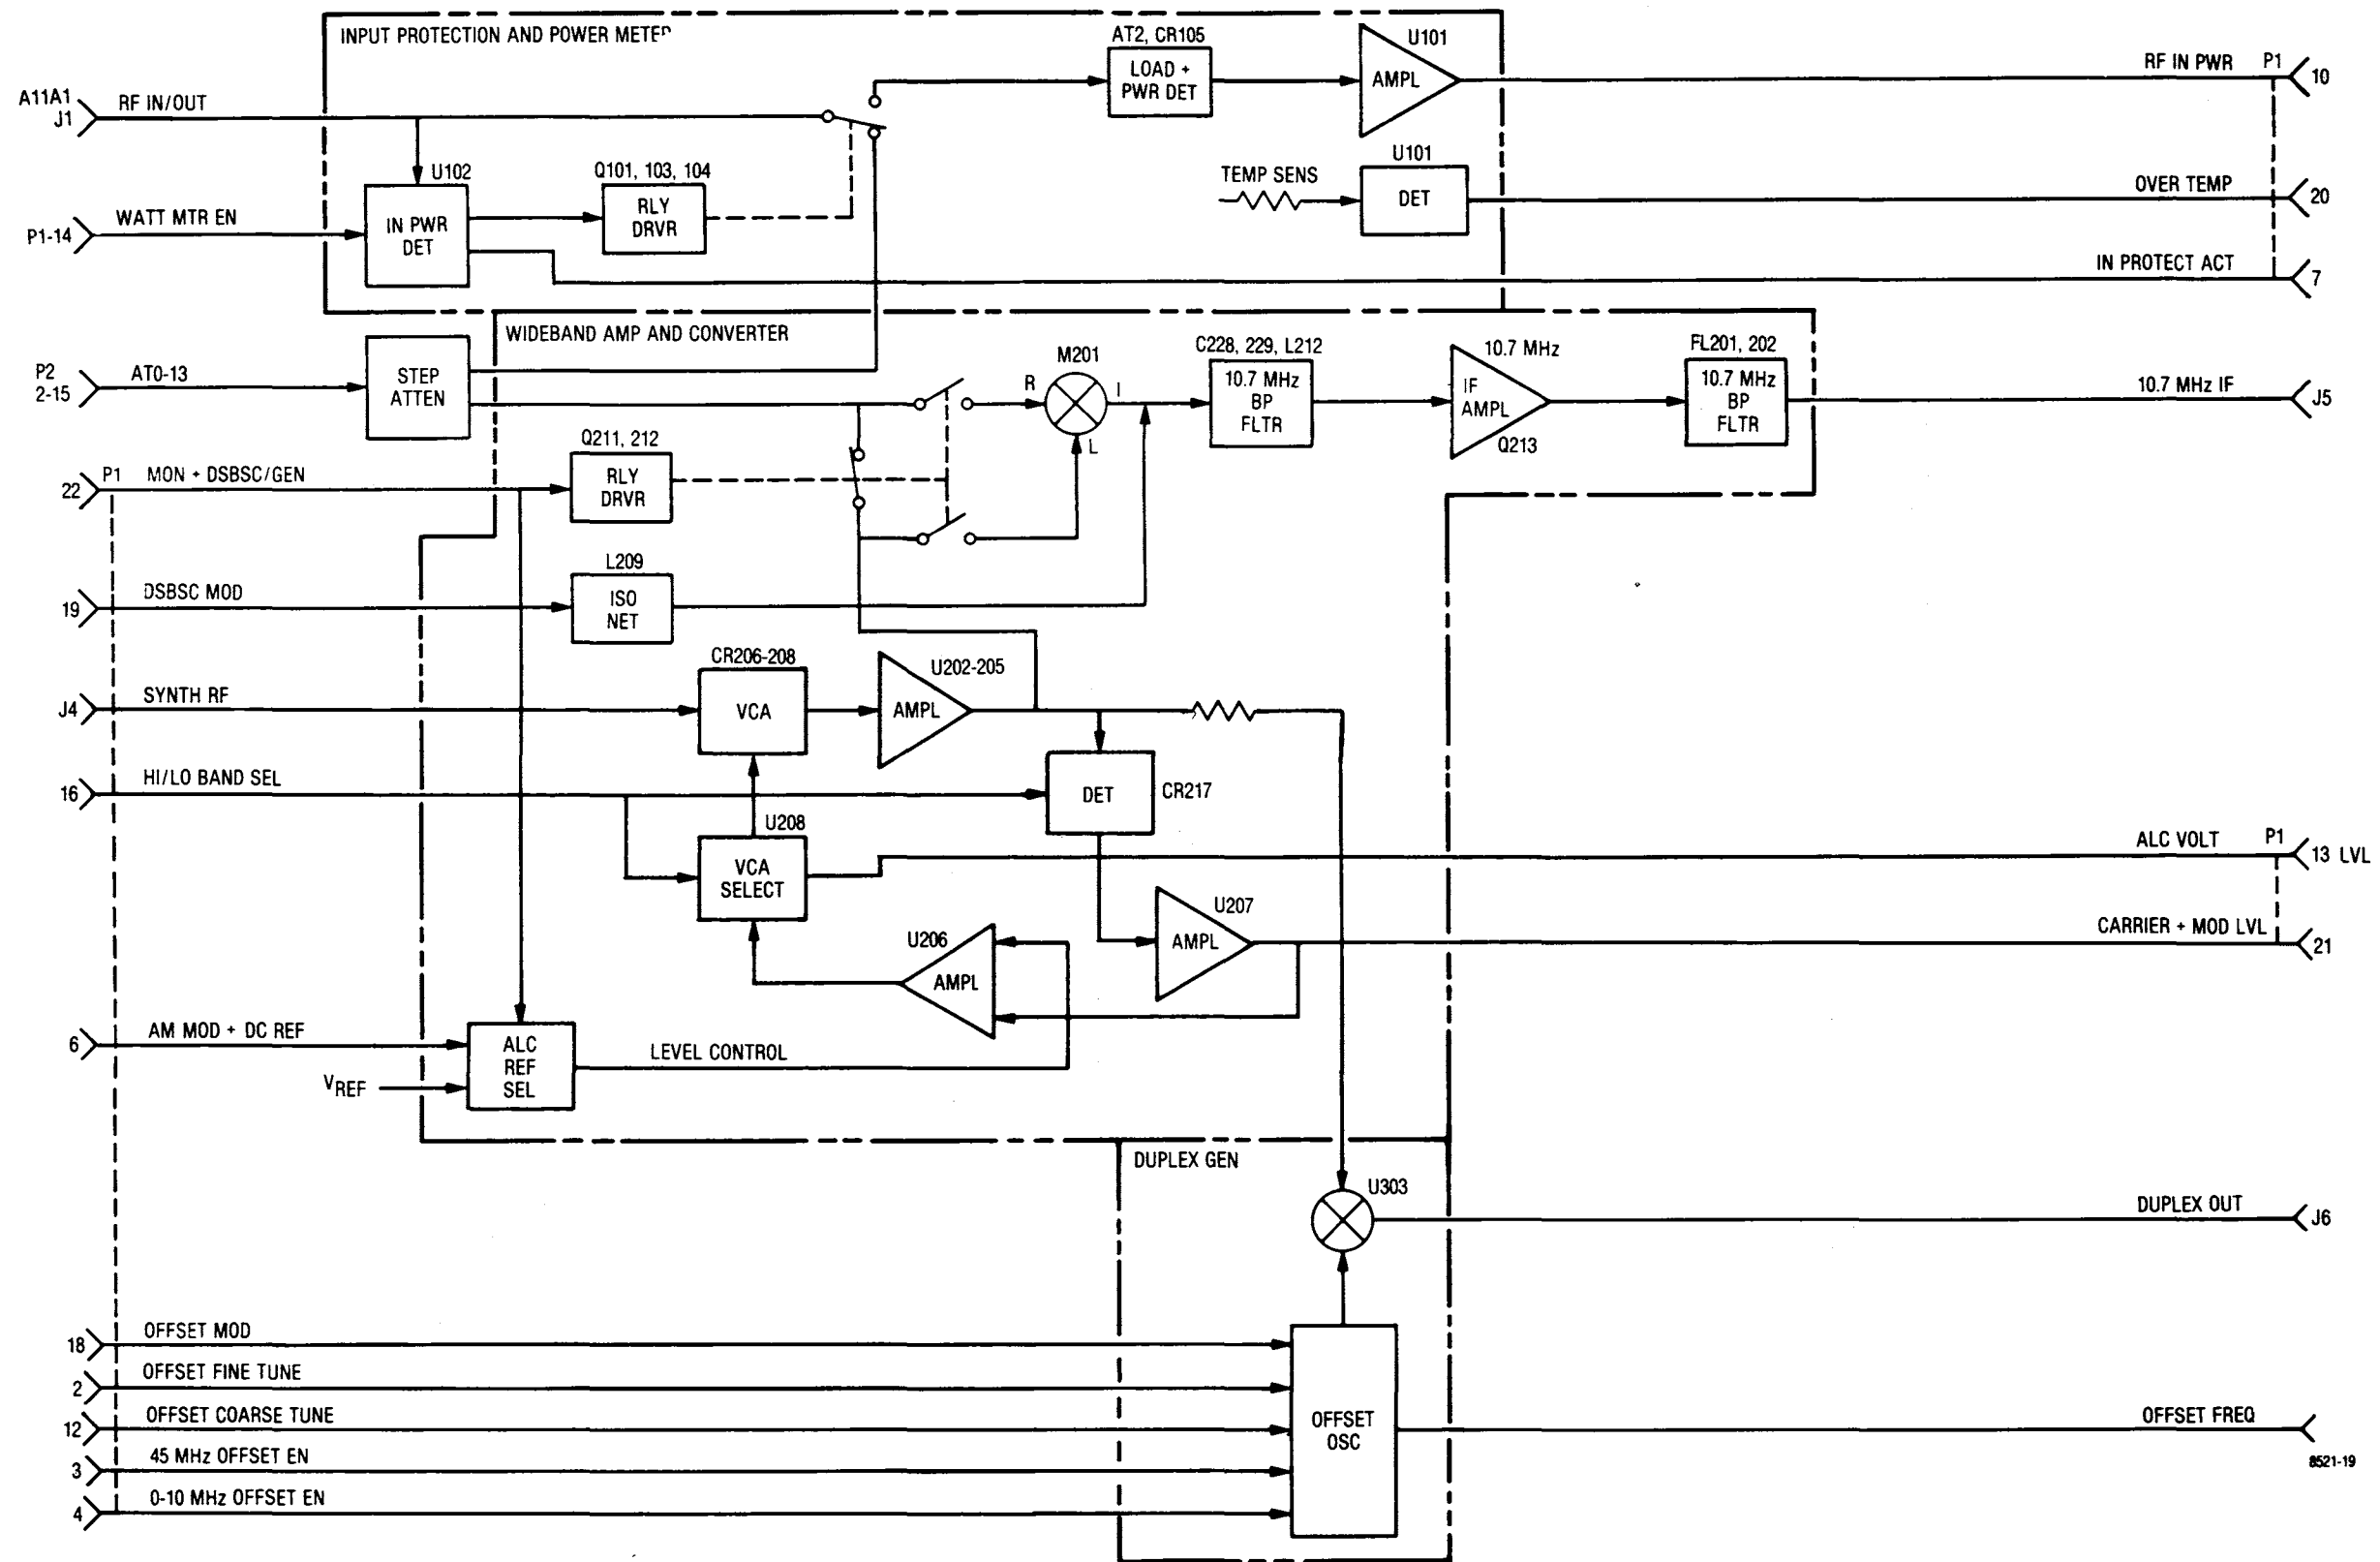 INPUT PROTECTION AND POWER METER
AT2, CR105
U101
LOAD +
PWR DET
AMPL
RF IN PWR
P1
10
A11A1
J1
RF IN/OUT
U102
Q101, 103, 104
TEMP SENS
U101
DET
OVER TEMP
20
P1-14
WATT MTR EN
IN PWR
DET
RLY
DRVR
IN PROTECT ACT
7
WIDEBAND AMP AND CONVERTER
P2
2-15
AT0-13
STEP
ATTEN
M201
R
I
L
C228, 229, L212
10.7 MHz
BP
FLTR
10.7 MHz
IF
AMPL
Q213
FL201, 202
10.7 MHz
BP
FLTR
10.7 MHz IF
J5
Q211, 212
22
P1
MON + DSBSC/GEN
RLY
DRVR
L209
19
DSBSC MOD
ISO
NET
CR206-208
U202-205
J4
SYNTH RF
VCA
AMPL
16
HI/LO BAND SEL
DET
CR217
U208
VCA
SELECT
ALC VOLT
P1
13 LVL
U207
AMPL
CARRIER + MOD LVL
21
U206
AMPL
6
AM MOD + DC REF
ALC
REF
SEL
LEVEL CONTROL
VREF
DUPLEX GEN
U303
DUPLEX OUT
J6
18
OFFSET MOD
2
OFFSET FINE TUNE
12
OFFSET COARSE TUNE
3
45 MHz OFFSET EN
4
0-10 MHz OFFSET EN
OFFSET
OSC
OFFSET FREQ
8521-19